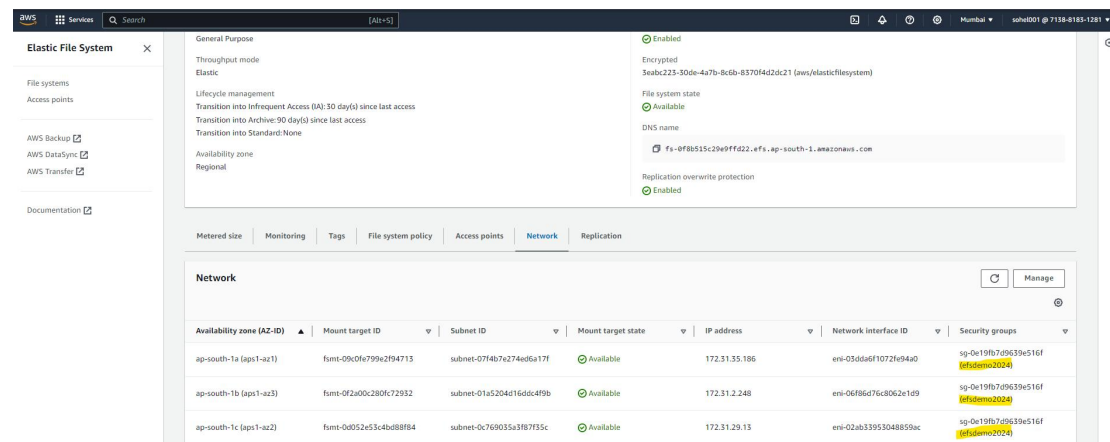 aws Services Search [Alt+S] Mumbai ▼ sohel001 @ 7138-8183-1281 ▼
Elastic File System
File systems
Access points
AWS Backup
AWS DataSync
AWS Transfer
Documentation
General Purpose
Throughput mode
Elastic
Lifecycle management
Transition into Infrequent Access (IA): 30 day(s) since last access
Transition into Archive: 90 day(s) since last access
Transition into Standard: None
Availability zone
Regional
Enabled
Encrypted
3eabc223-30de-4a7b-8c6b-8370f4d2dc21 (aws/elasticfilesystem)
File system state
Available
DNS name
fs-0f8b515c29e9ffd22.efs.ap-south-1.amazonaws.com
Replication overwrite protection
Enabled
Metered size Monitoring Tags File system policy Access points Network Replication
Network Manage
Availability zone (AZ-ID) Mount target ID Subnet ID Mount target state IP address Network interface ID Security groups
ap-south-1a (aps1-az1) fsmt-09c0fe799e2f94713 subnet-07f4b7e274ed6a17f Available 172.31.35.186 eni-03dda6f1072fe94a0 sg-0e19fb7d9639e516f
(efsdemo2024)
ap-south-1b (aps1-az3) fsmt-0f2a00c280fc72932 subnet-01a5204d16ddc4f9b Available 172.31.2.248 eni-06f86d76c8062e1d9 sg-0e19fb7d9639e516f
(efsdemo2024)
ap-south-1c (aps1-az2) fsmt-0d052e53c4bd88f84 subnet-0c769035a3f87f35c Available 172.31.29.13 eni-02ab33953048859ac sg-0e19fb7d9639e516f
(efsdemo2024)